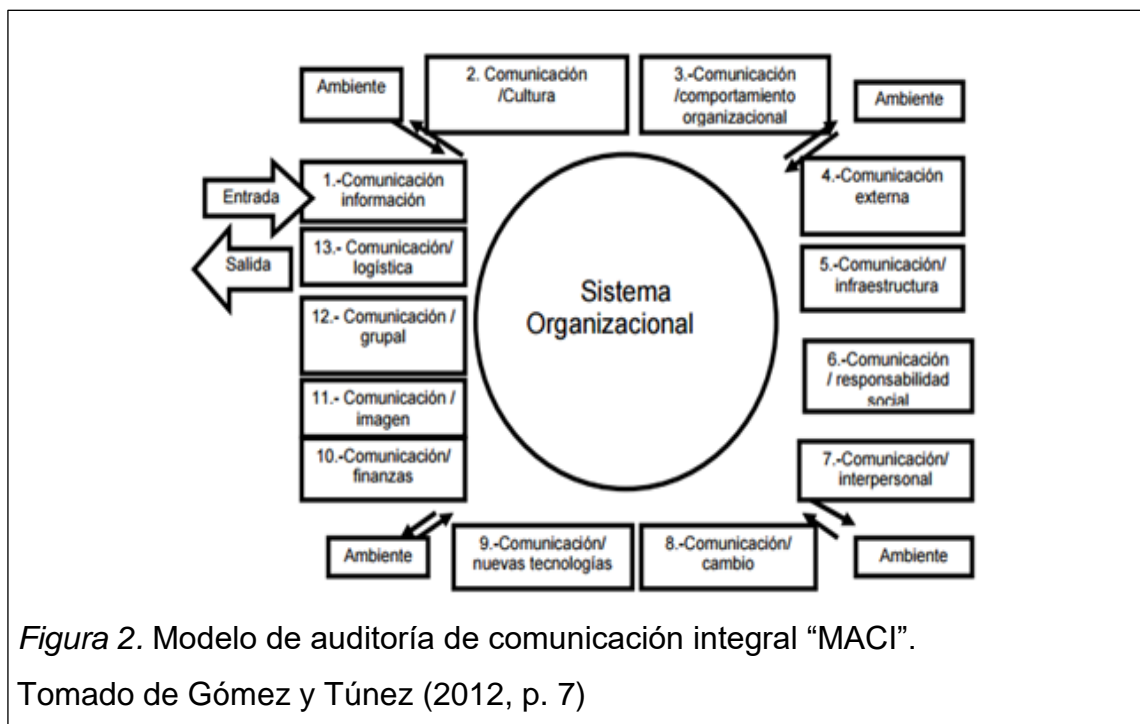 Ambiente
2. Comunicación
/Cultura
3.-Comunicación
/comportamiento
organizacional
Ambiente
Entrada
1.-Comunicación
información
4.-Comunicación
externa
Salida
13.- Comunicación/
logística
5.-Comunicación/
infraestructura
Sistema
Organizacional
12.- Comunicación /
grupal
6.-Comunicación
/ responsabilidad
social
11.- Comunicación /
imagen
10.-Comunicación/
finanzas
7.-Comunicación/
interpersonal
Ambiente
9.-Comunicación/
nuevas tecnologías
8.-Comunicación/
cambio
Ambiente
Figura 2. Modelo de auditoría de comunicación integral “MACI”.
Tomado de Gómez y Túnez (2012, p. 7)